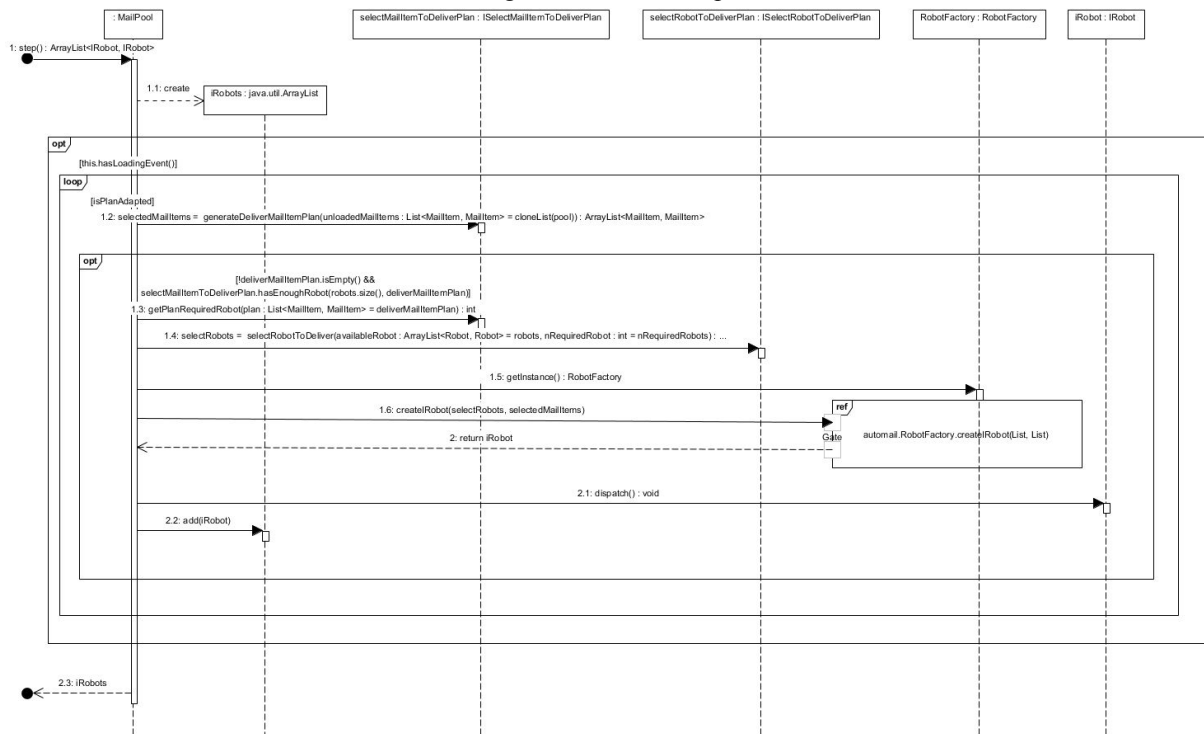 : MailPool
selectMailItemToDeliverPlan : ISelectMailItemToDeliverPlan
selectRobotToDeliverPlan : ISelectRobotToDeliverPlan
RobotFactory : RobotFactory
iRobot : IRobot
1: step() : ArrayList<IRobot, IRobot>
1.1: create
iRobots : java.util.ArrayList
opt
[this.hasLoadingEvent()]
loop
[isPlanAdapted]
1.2: selectedMailItems = generateDeliverMailItemPlan(unloadedMailItems : List<MailItem, MailItem> = cloneList(pool)) : ArrayList<MailItem, MailItem>
opt
[!deliverMailItemPlan.isEmpty() &&
selectMailItemToDeliverPlan.hasEnoughRobot(robots.size(), deliverMailItemPlan)]
1.3: getPlanRequiredRobot(plan : List<MailItem, MailItem> = deliverMailItemPlan) : int
1.4: selectRobots = selectRobotToDeliver(availableRobot : ArrayList<Robot, Robot> = robots, nRequiredRobot : int = nRequiredRobots) : ...
1.5: getInstance() : RobotFactory
1.6: createIRobot(selectRobots, selectedMailItems)
ref
Gate
automail.RobotFactory.createIRobot(List, List)
2: return iRobot
2.1: dispatch() : void
2.2: add(iRobot)
2.3: iRobots